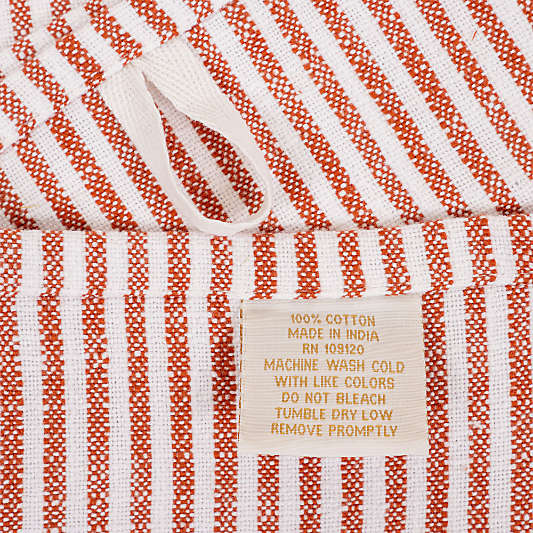 100% COTTON
MADE IN INDIA
RN 109120
MACHINE WASH COLD
WITH LIKE COLORS
DO NOT BLEACH
TUMBLE DRY LOW
REMOVE PROMPTLY